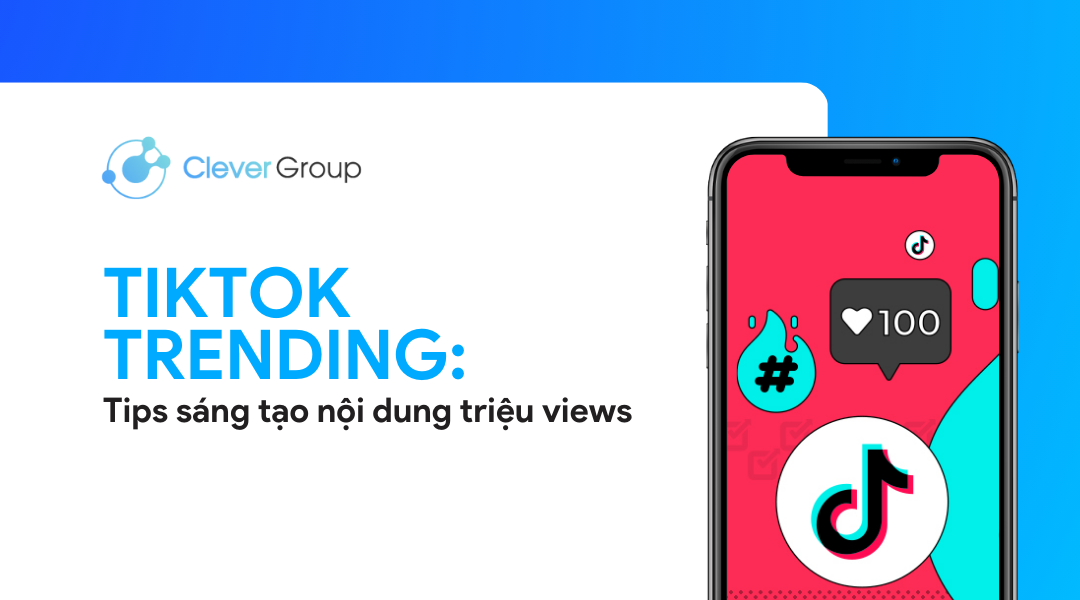 Clever Group
TIKTOK
TRENDING:
Tips sáng tạo nội dung triệu views
100
#